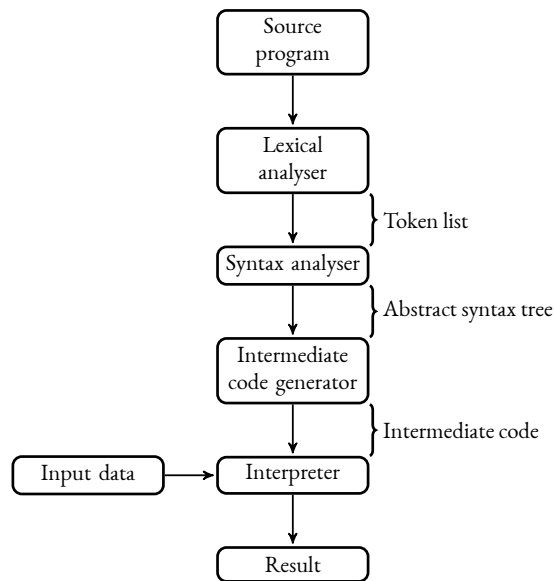 Source
program
Lexical
analyser
Token list
Syntax analyser
Abstract syntax tree
Intermediate
code generator
Intermediate code
Input data
Interpreter
Result